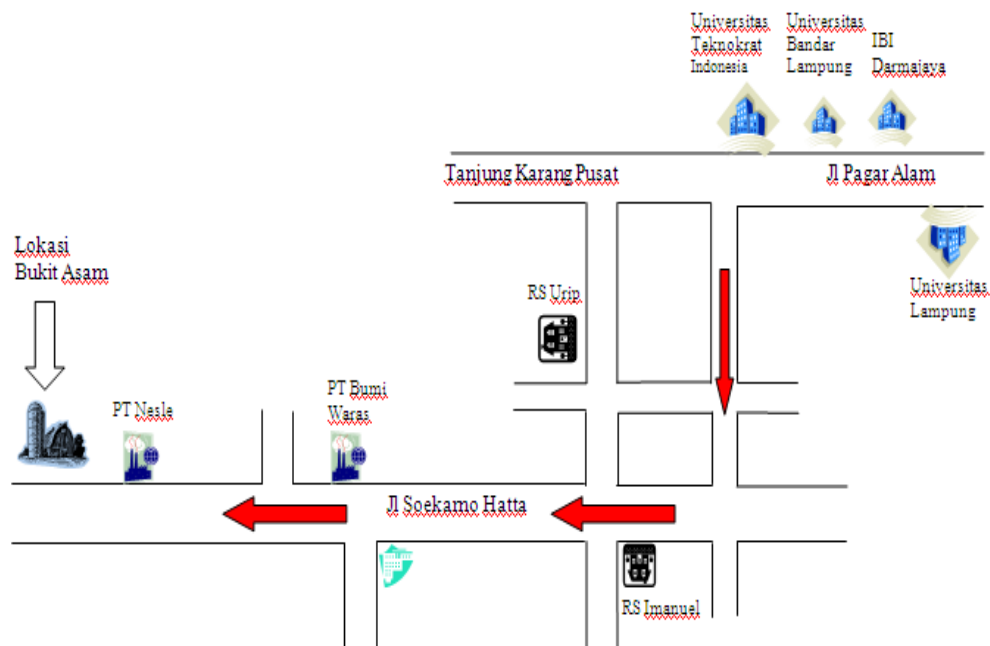 Universitas
Teknokrat
Indonesia
Universitas
Bandar
Lampung
IBI
Darmajaya
Tanjung Karang Pusat
Jl Pagar Alam
Lokasi
Bukit Asam
Universitas
Lampung
RS Urip
PT Bumi
Waras
PT Nesle
Jl Soekarno Hatta
RS Imanuel